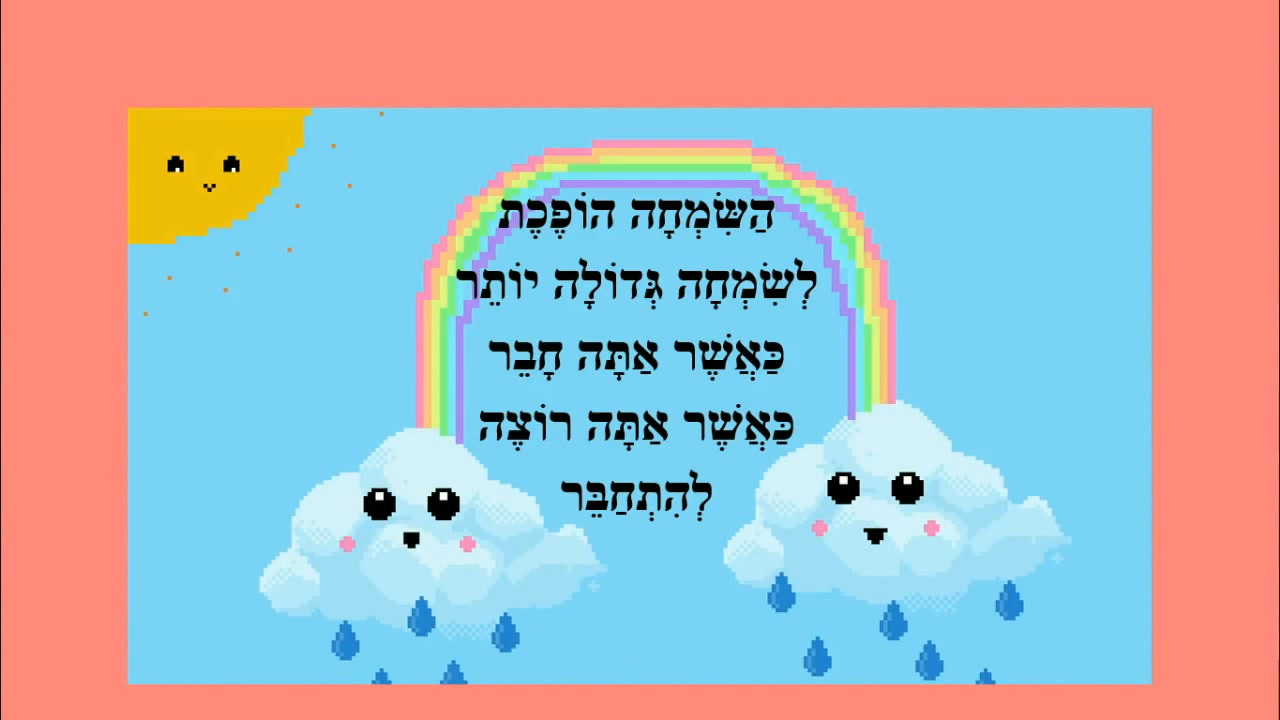 הַשִּׂמְחָה הוֹפֶכֶת
לְשִׂמְחָה גְּדוֹלָה יוֹתֵר
כַּאֲשֶׁר אַתָּה חָבֵר
כַּאֲשֶׁר אַתָּה רוֹצֶה
לְהִתְחַבֵּר